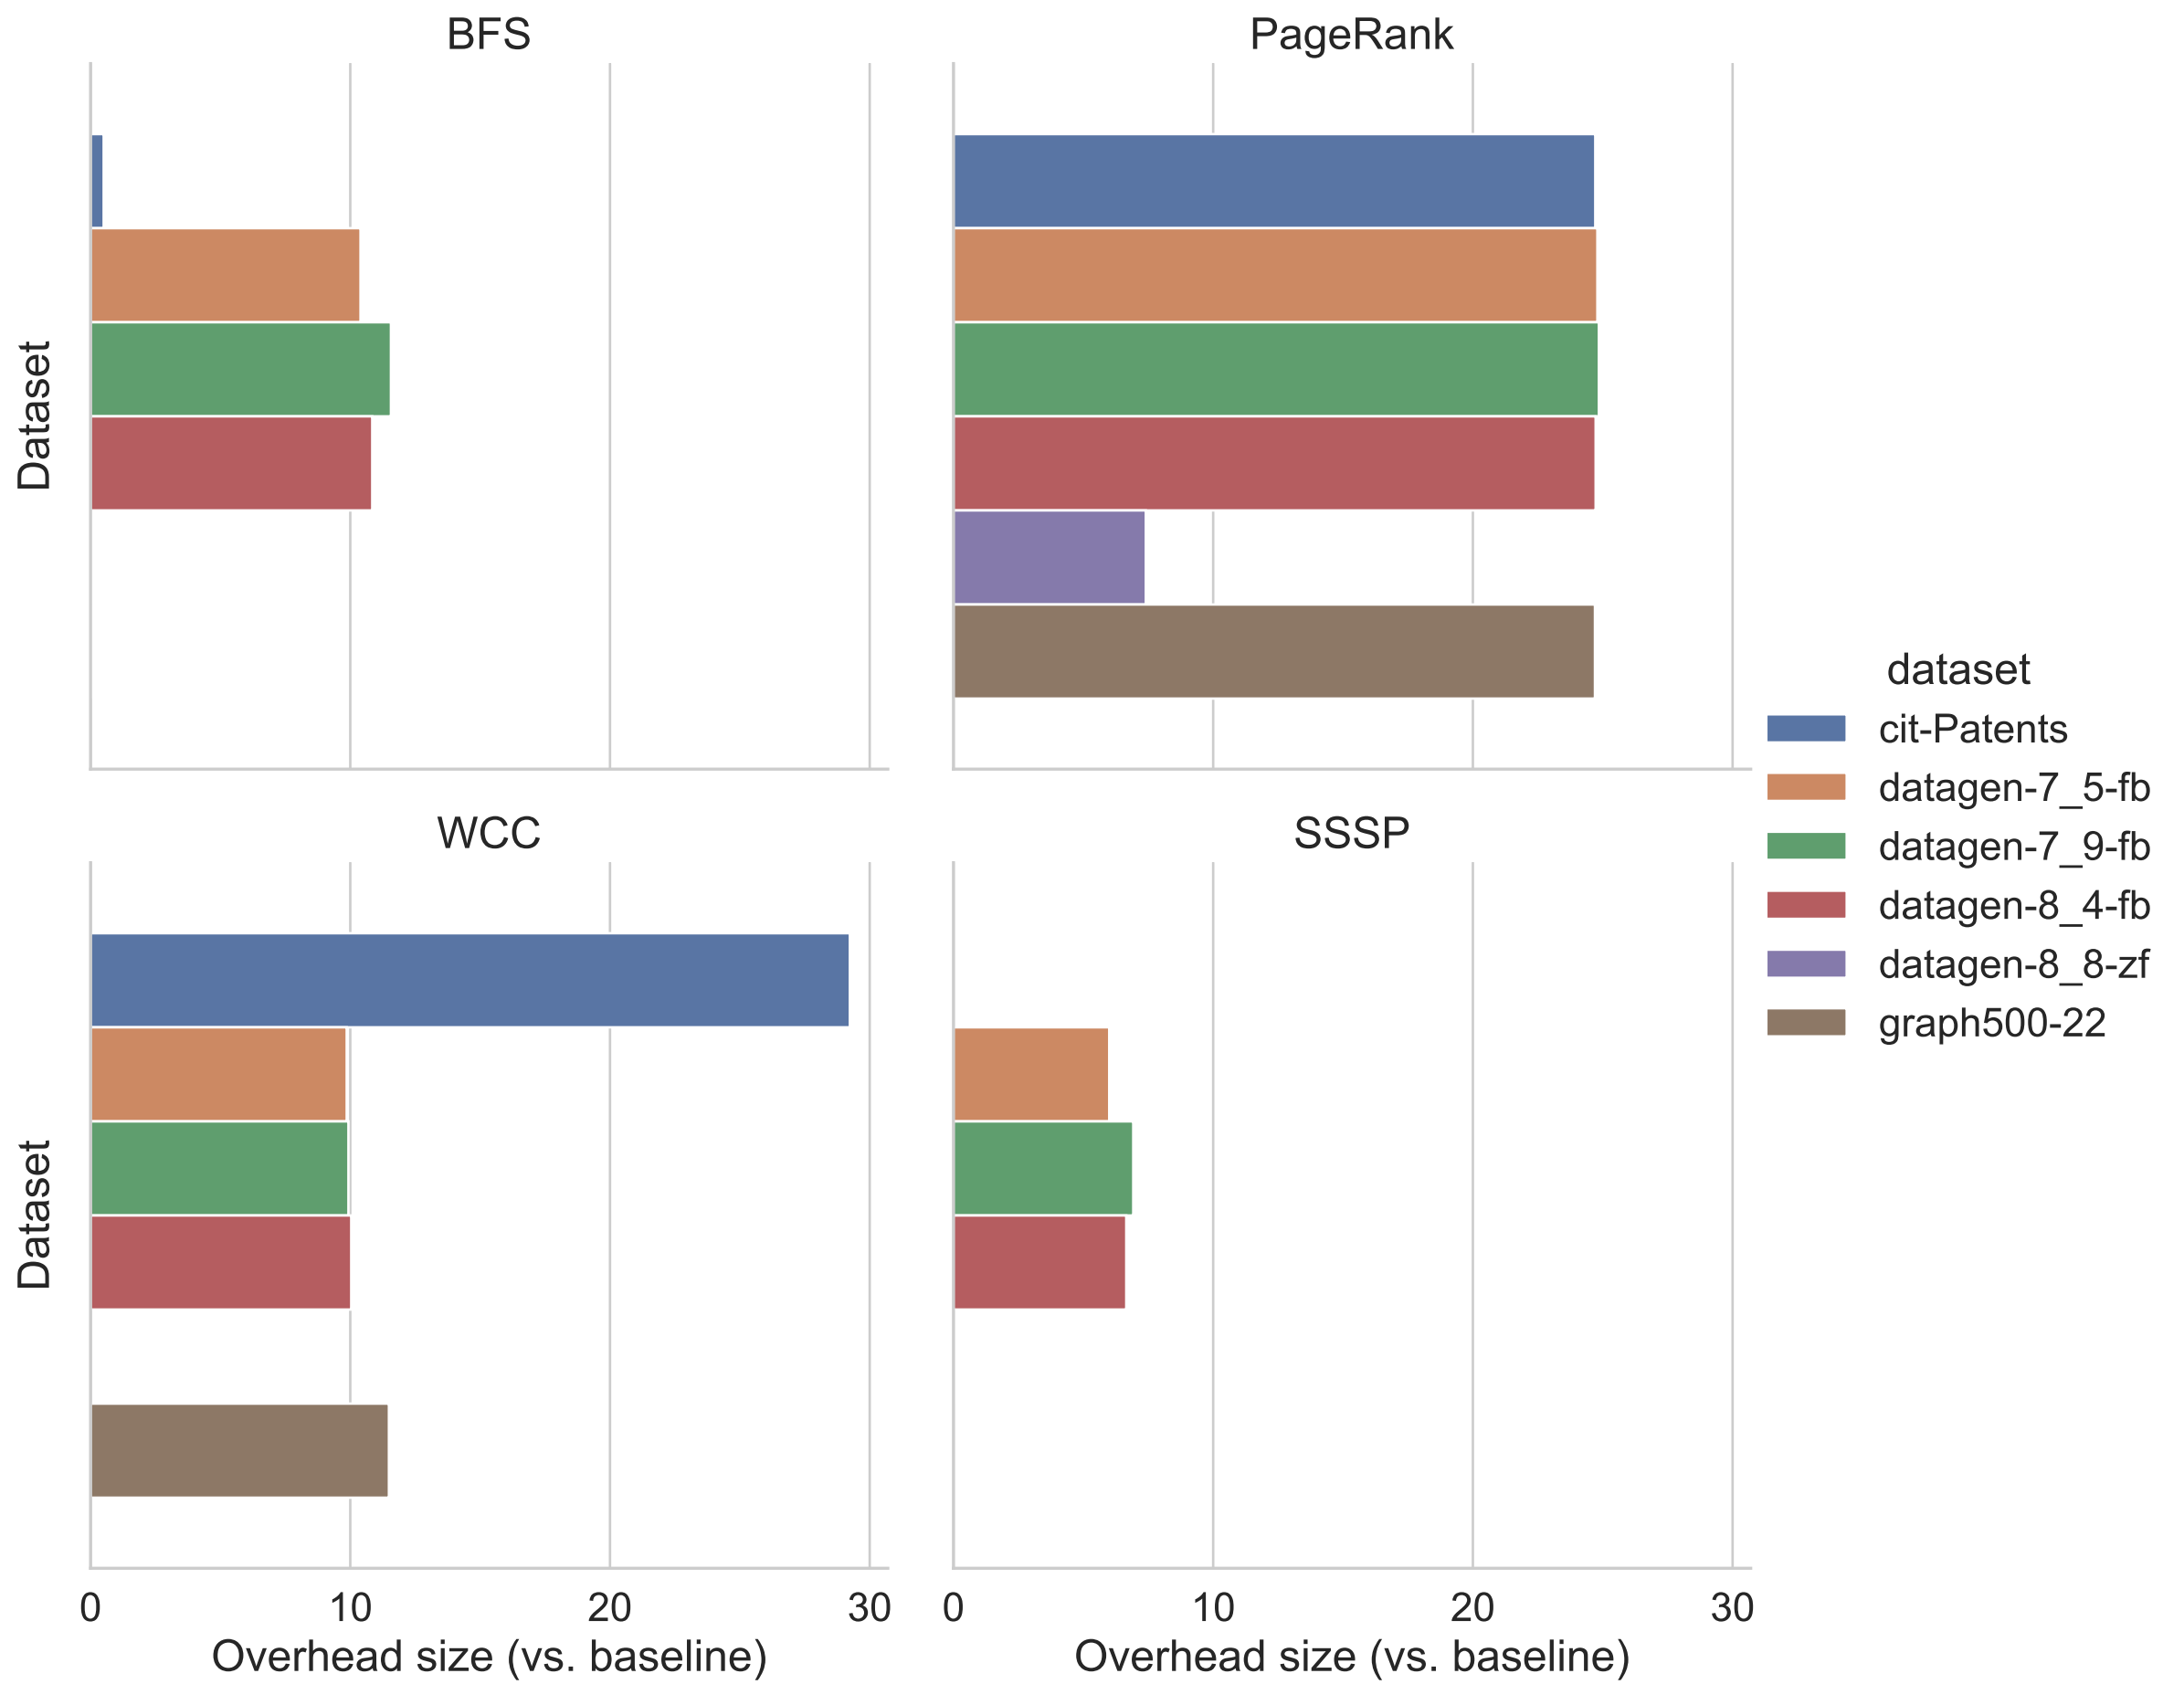 BFS
PageRank
Dataset
WCC
SSSP
Dataset
0 10 20 30
0 10 20 30
Overhead size (vs. baseline)
Overhead size (vs. baseline)
dataset
cit-Patents
datagen-7_5-fb
datagen-7_9-fb
datagen-8_4-fb
datagen-8_8-zf
graph500-22